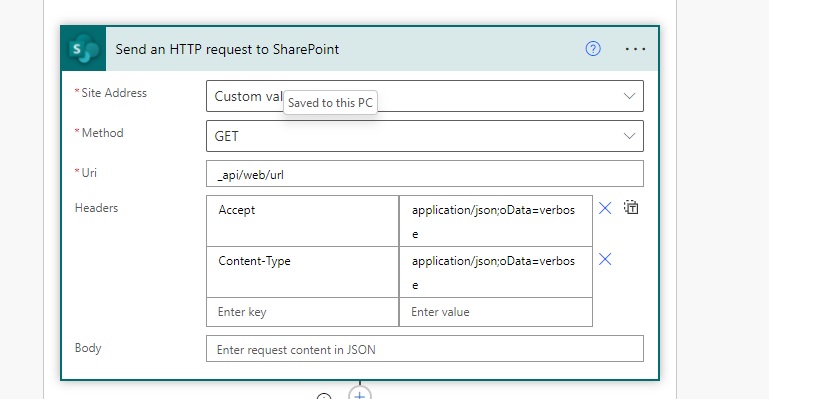 Send an HTTP request to SharePoint
* Site Address
Custom val
Saved to this PC
* Method
GET
* Uri
_api/web/url
Headers
Accept
application/json;oData=verbos
e
Content-Type
application/json;oData=verbos
e
Enter key
Enter value
Body
Enter request content in JSON